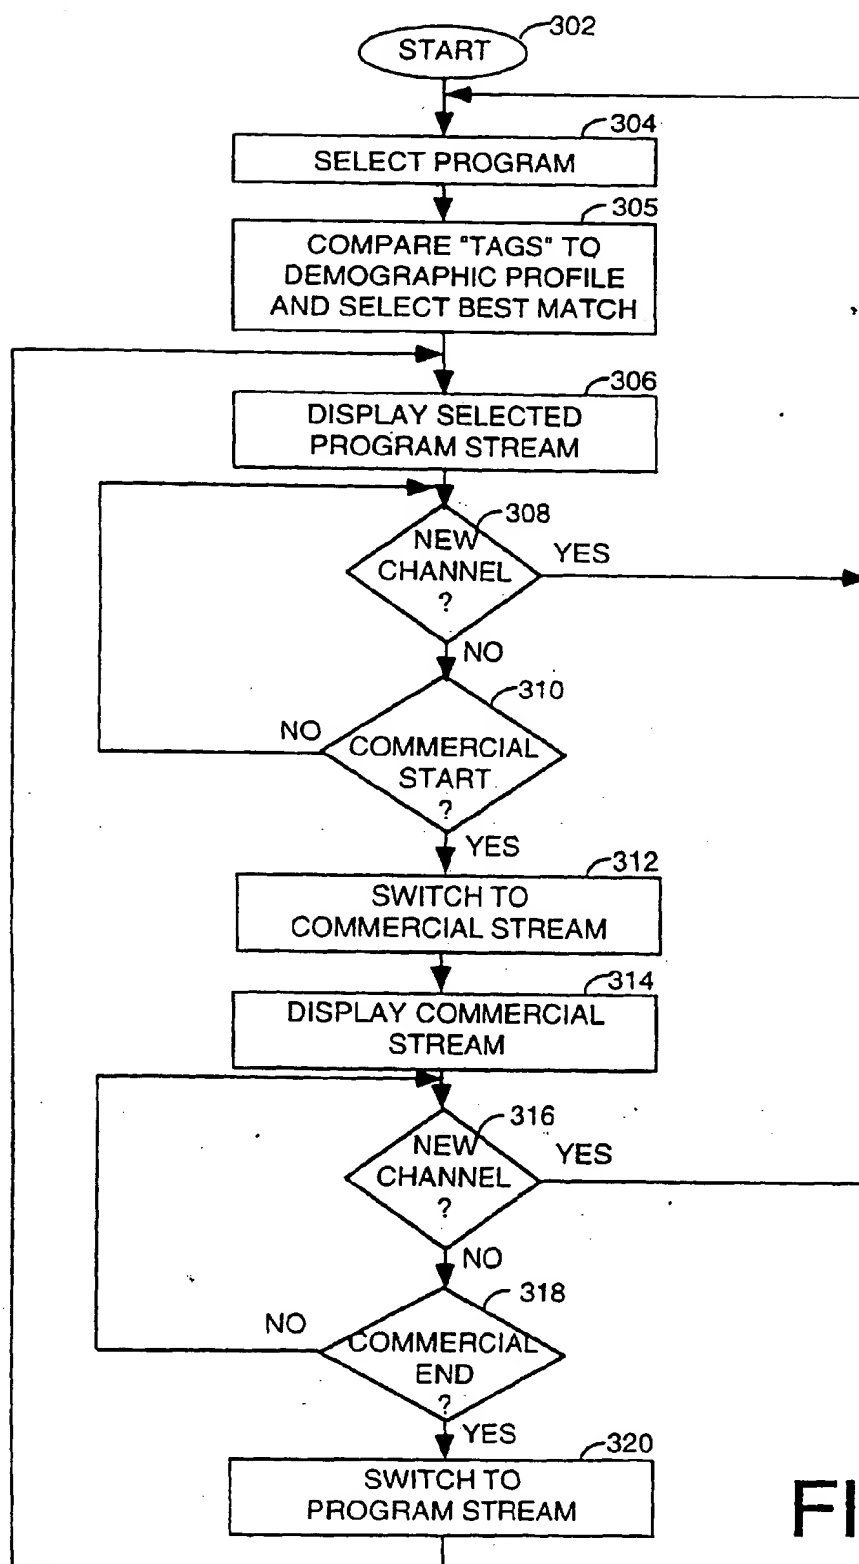 302
START
304
SELECT PROGRAM
305
COMPARE "TAGS" TO
DEMOGRAPHIC PROFILE
AND SELECT BEST MATCH
306
DISPLAY SELECTED
PROGRAM STREAM
308
NEW
CHANNEL
?
YES
NO
310
NO
COMMERCIAL
START
?
YES
312
SWITCH TO
COMMERCIAL STREAM
314
DISPLAY COMMERCIAL
STREAM
316
NEW
CHANNEL
?
YES
NO
318
NO
COMMERCIAL
END
?
YES
320
SWITCH TO
PROGRAM STREAM
FI